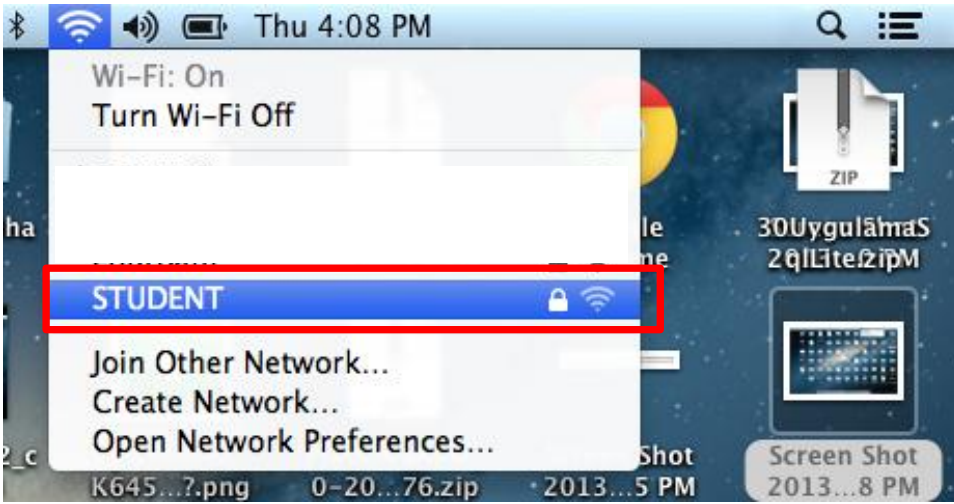 Thu 4:08 PM
Wi-Fi: On
Turn Wi-Fi Off
STUDENT
Join Other Network...
Create Network...
Open Network Preferences...
ZIP
ha
le
me
2_c
K645...?.png
0-20...76.zip
Shot
2013...5 PM
Screen Shot
2013...8 PM